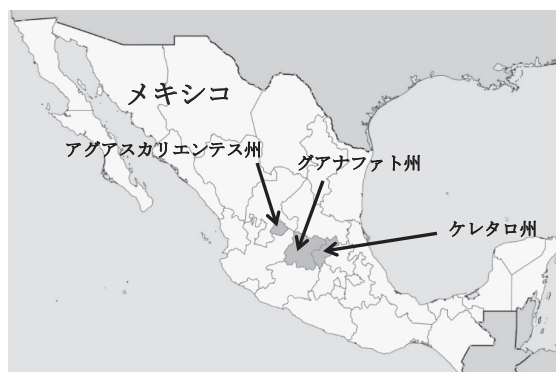 メキシコ
アグアスカリエンテス州
グアナファト州
ケレタロ州